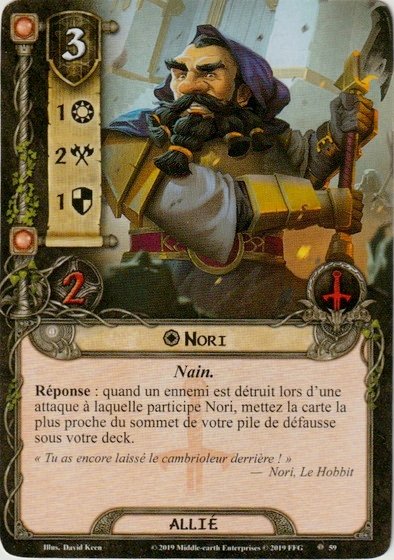 3
1
2
1
2
NORI
Nain.
Réponse : quand un ennemi est détruit lors d'une
attaque à laquelle participe Nori, mettez la carte la
plus proche du sommet de votre pile de défausse
sous votre deck.
« Tu as encore laissé le cambrioleur derrière ! »
— Nori, Le Hobbit
ALLIÉ
Illus. David Keen © 2019 Middle-earth Enterprises © 2019 FFG 59